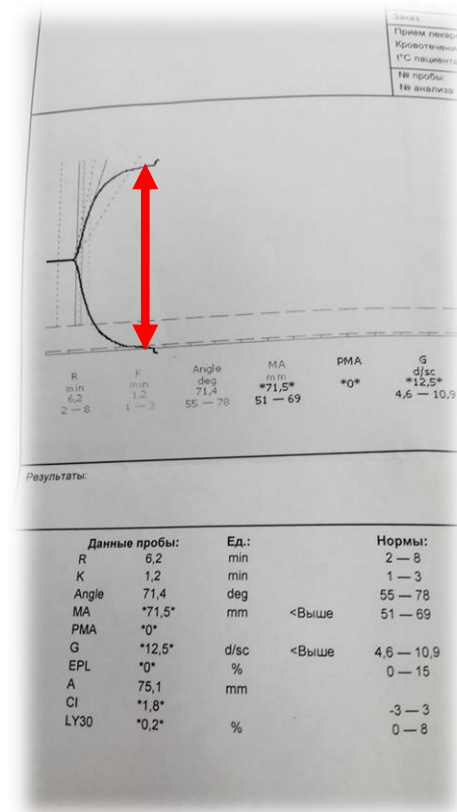 Заказ:
Прием лекар
Кровотечени
t°C пациента
№ пробы:
№ анализа
R
min
6,2
2 — 8
K
min
1,2
1 — 3
Angle
deg
71,4
55 — 78
MA
mm
*71,5*
51 — 69
PMA
*0*
G
d/sc
*12,5*
4,6 — 10,9
Результаты:
Данные пробы: Ед.: Нормы:
R 6,2 min 2 — 8
K 1,2 min 1 — 3
Angle 71,4 deg 55 — 78
MA *71,5* mm <Выше 51 — 69
PMA *0*
G *12,5* d/sc <Выше 4,6 — 10,9
EPL *0* % 0 — 15
A 75,1 mm
CI *1,8* -3 — 3
LY30 *0,2* % 0 — 8